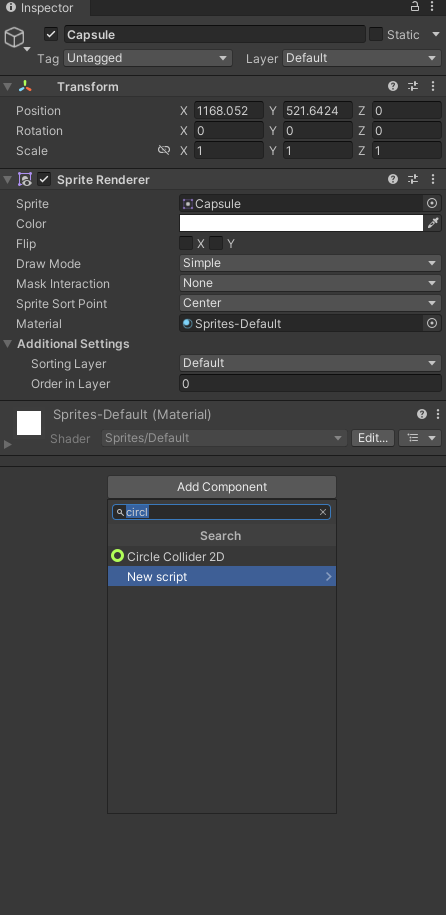 Inspector
Capsule Static
Tag Untagged Layer Default
Transform
Position X 1168.052 Y 521.6424 Z 0
Rotation X 0 Y 0 Z 0
Scale X 1 Y 1 Z 1
Sprite Renderer
Sprite Capsule
Color
Flip X Y
Draw Mode Simple
Mask Interaction None
Sprite Sort Point Center
Material Sprites-Default
Additional Settings
Sorting Layer Default
Order in Layer 0
Sprites-Default (Material)
Shader Sprites/Default Edit...
Add Component
circl
Search
Circle Collider 2D
New script